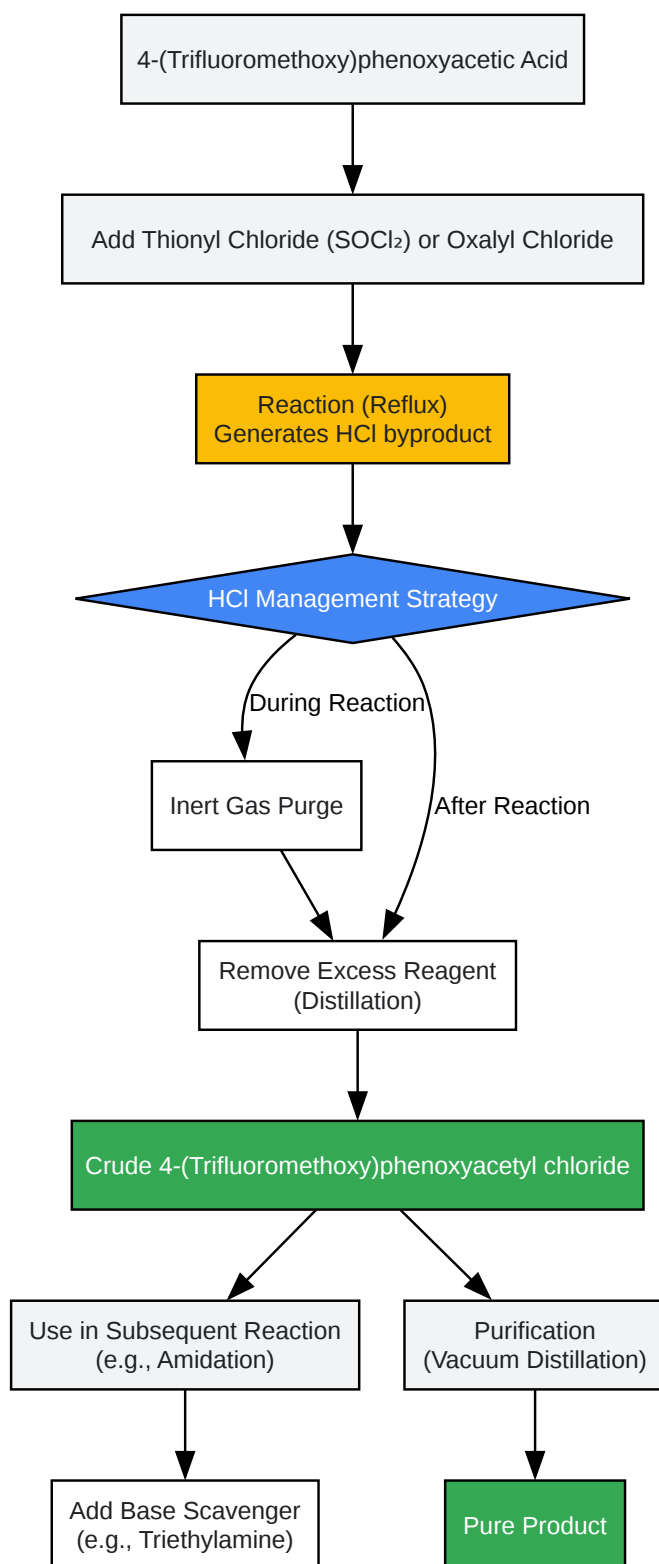 4-(Trifluoromethoxy)phenoxyacetic Acid
Add Thionyl Chloride (SOCl₂) or Oxalyl Chloride
Reaction (Reflux)
Generates HCl byproduct
HCl Management Strategy
During Reaction
Inert Gas Purge
After Reaction
Remove Excess Reagent
(Distillation)
Crude 4-(Trifluoromethoxy)phenoxyacetyl chloride
Use in Subsequent Reaction
(e.g., Amidation)
Purification
(Vacuum Distillation)
Add Base Scavenger
(e.g., Triethylamine)
Pure Product